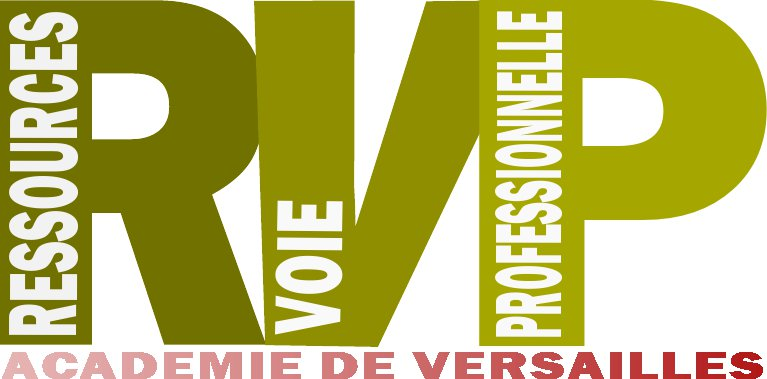 RVP
RESSOURCES
VOIE
PROFESSIONNELLE
ACADEMIE DE VERSAILLES